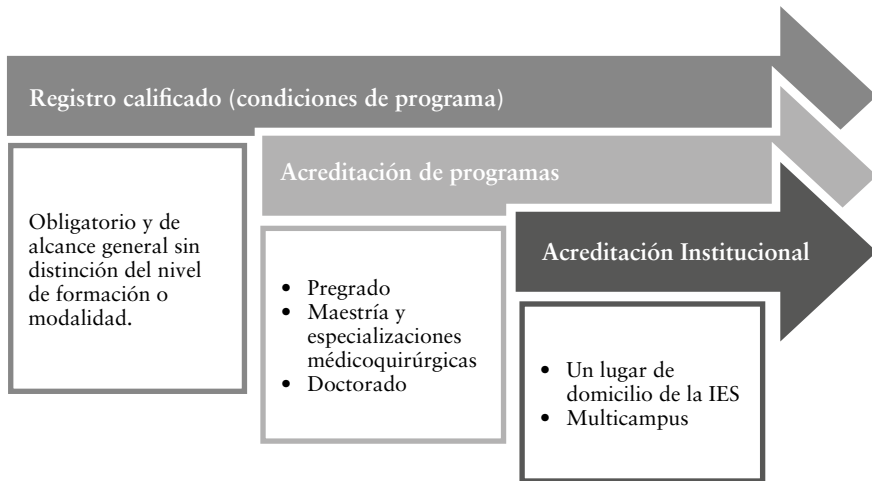 Registro calificado (condiciones de programa)
Obligatorio y de
alcance general sin
distinción del nivel
de formación o
modalidad.
Acreditación de programas
• Pregrado
• Maestría y
especializaciones
médicoquirúrgicas
• Doctorado
Acreditación Institucional
• Un lugar de
domicilio de la IES
• Multicampus